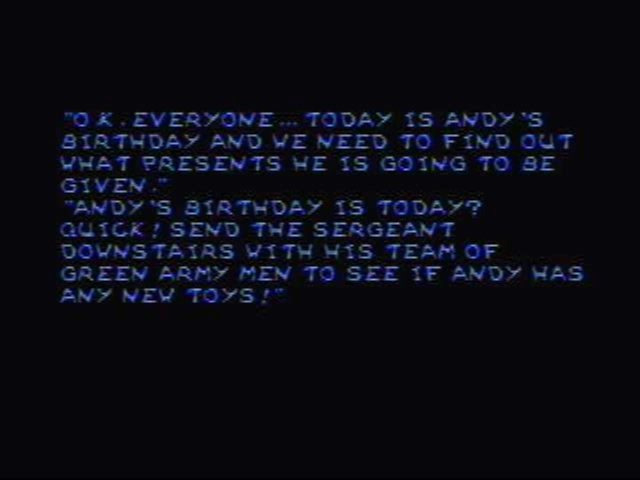 "O.K. EVERYONE... TODAY IS ANDY'S
BIRTHDAY AND WE NEED TO FIND OUT
WHAT PRESENTS HE IS GOING TO BE
GIVEN."
"ANDY'S BIRTHDAY IS TODAY?
QUICK! SEND THE SERGEANT
DOWNSTAIRS WITH HIS TEAM OF
GREEN ARMY MEN TO SEE IF ANDY HAS
ANY NEW TOYS!"